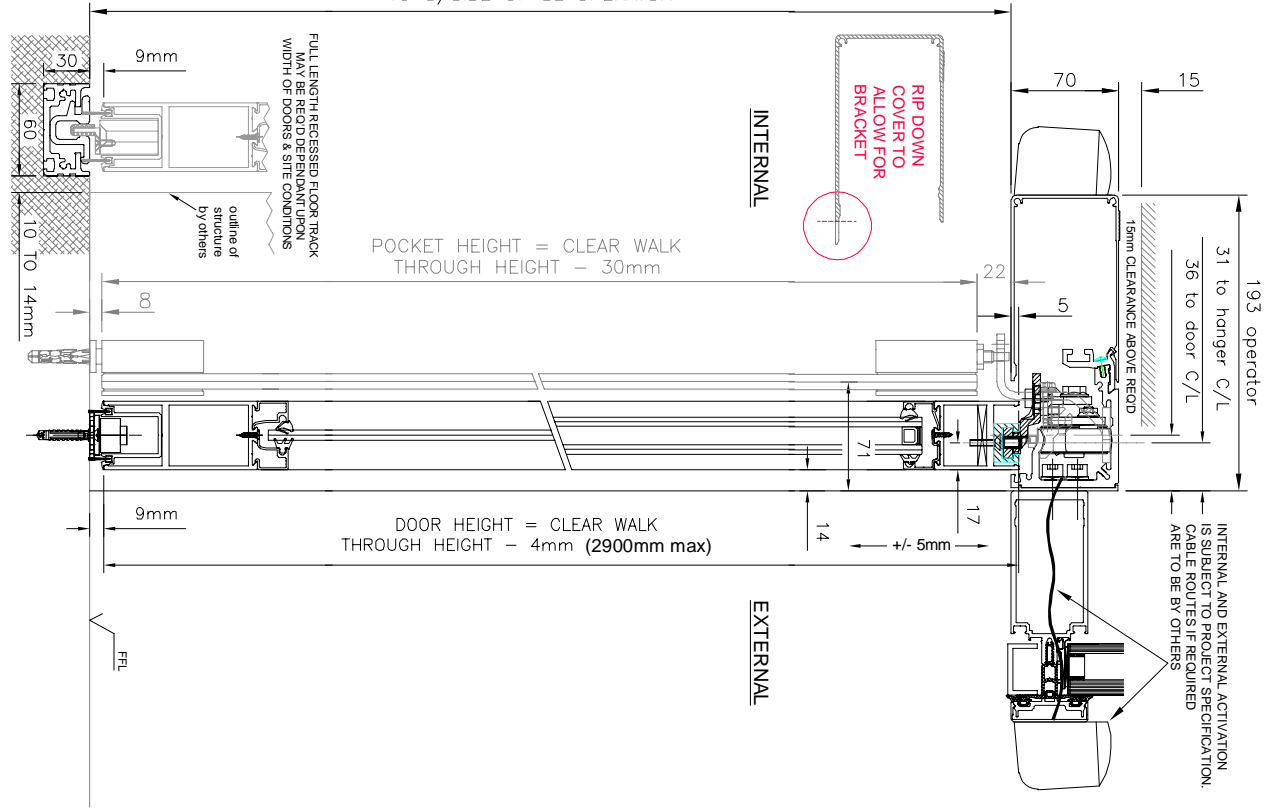 FULL LENGTH RECESSED FLOOR TRACK
MAY BE REQ'D DEPENDANT UPON
WIDTH OF DOORS & SITE CONDITIONS
9mm
30
60
10 TO 14mm
outline of
structure
by others
INTERNAL
RIP DOWN
COVER TO
ALLOW FOR
BRACKET
70
15
15mm CLEARANCE ABOVE REQ'D
36 to door C/L
31 to hanger C/L
193 operator
POCKET HEIGHT = CLEAR WALK
THROUGH HEIGHT - 30mm
22
5
8
71
17
14
9mm
DOOR HEIGHT = CLEAR WALK
THROUGH HEIGHT - 4mm (2900mm max)
+/- 5mm
INTERNAL AND EXTERNAL ACTIVATION
IS SUBJECT TO PROJECT SPECIFICATION.
CABLE ROUTES IF REQUIRED
ARE TO BE BY OTHERS
EXTERNAL
FFL